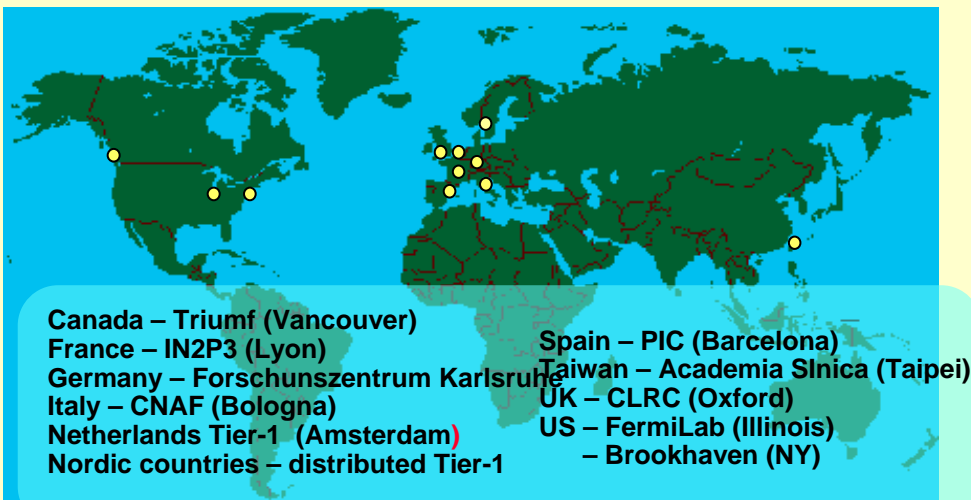 Canada – Triumf (Vancouver)
France – IN2P3 (Lyon)
Germany – Forschunszentrum Karlsruhe
Italy – CNAF (Bologna)
Netherlands Tier-1 (Amsterdam)
Nordic countries – distributed Tier-1
Spain – PIC (Barcelona)
Taiwan – Academia SInica (Taipei)
UK – CLRC (Oxford)
US – FermiLab (Illinois)
– Brookhaven (NY)